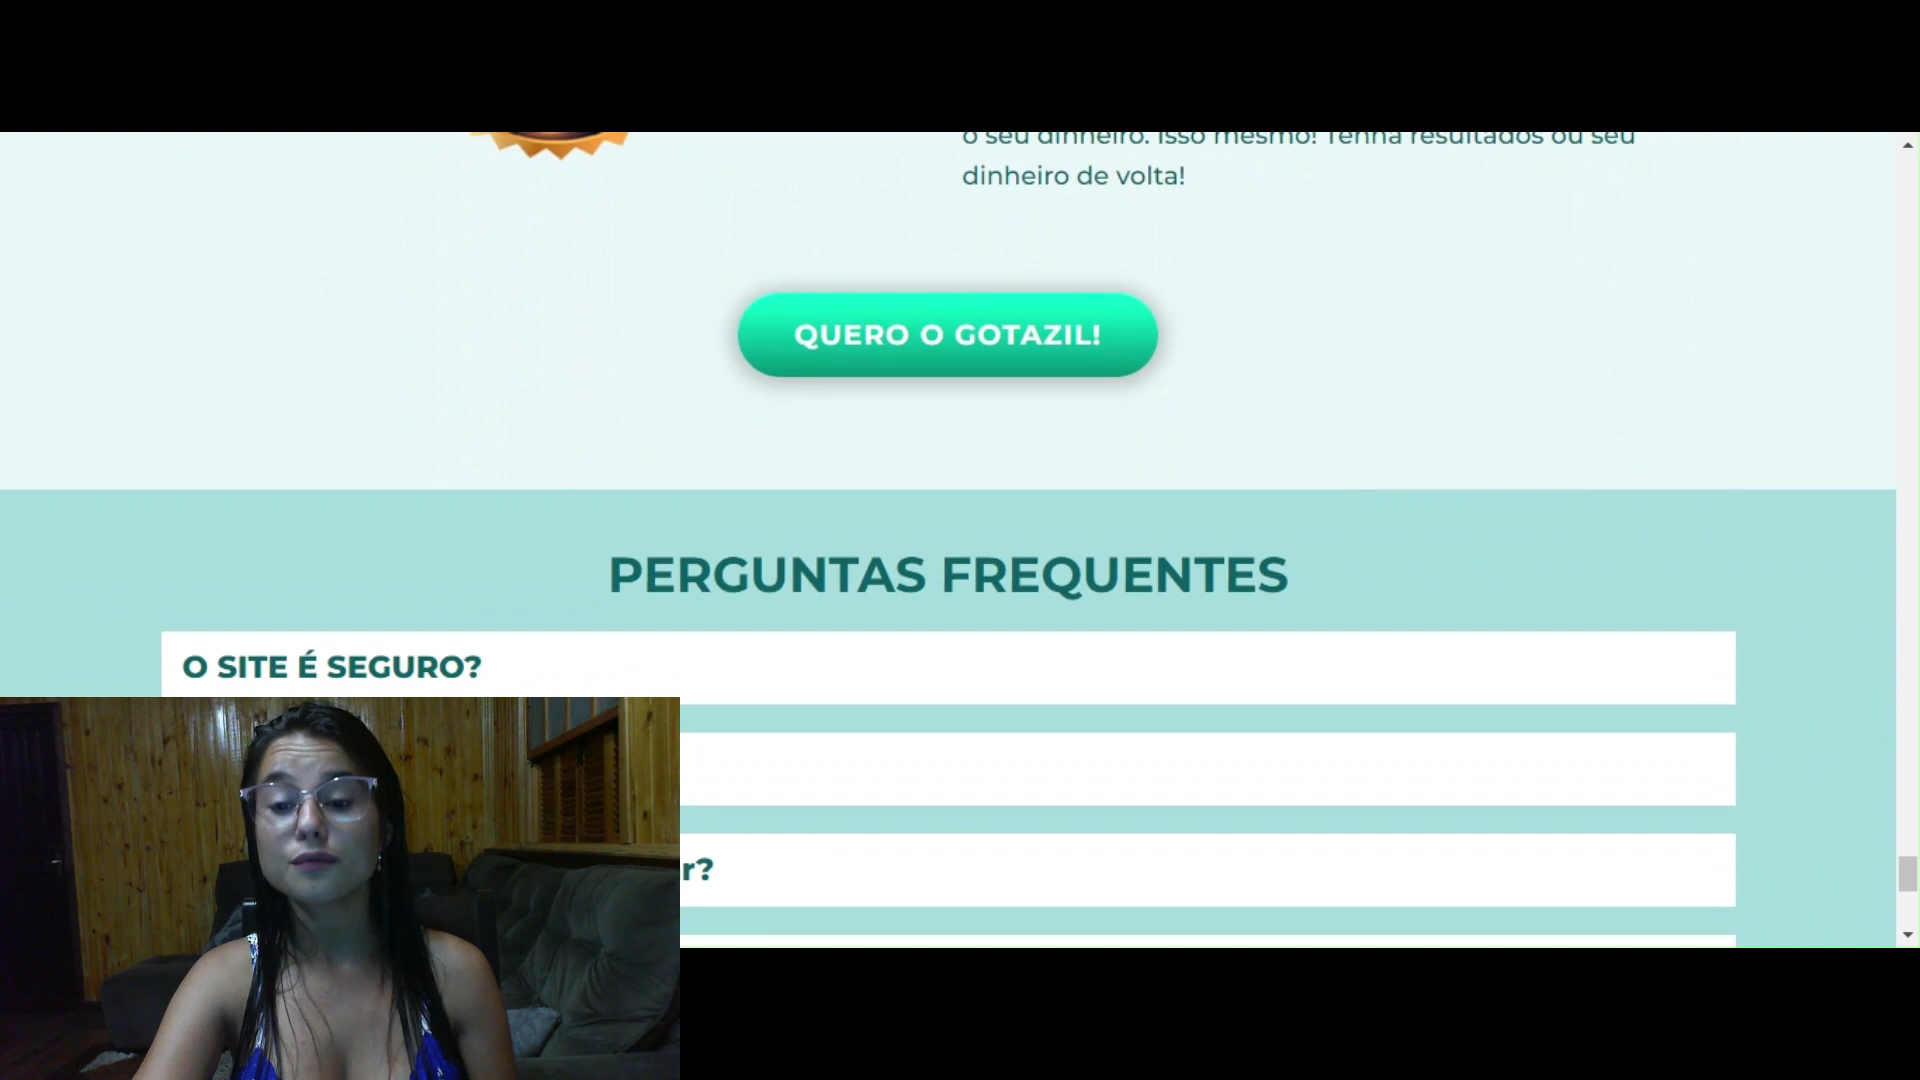 o seu dinheiro. Isso mesmo! Tenha resultados ou seu
dinheiro de volta!
QUERO O GOTAZIL!
PERGUNTAS FREQUENTES
O SITE É SEGURO?
r?